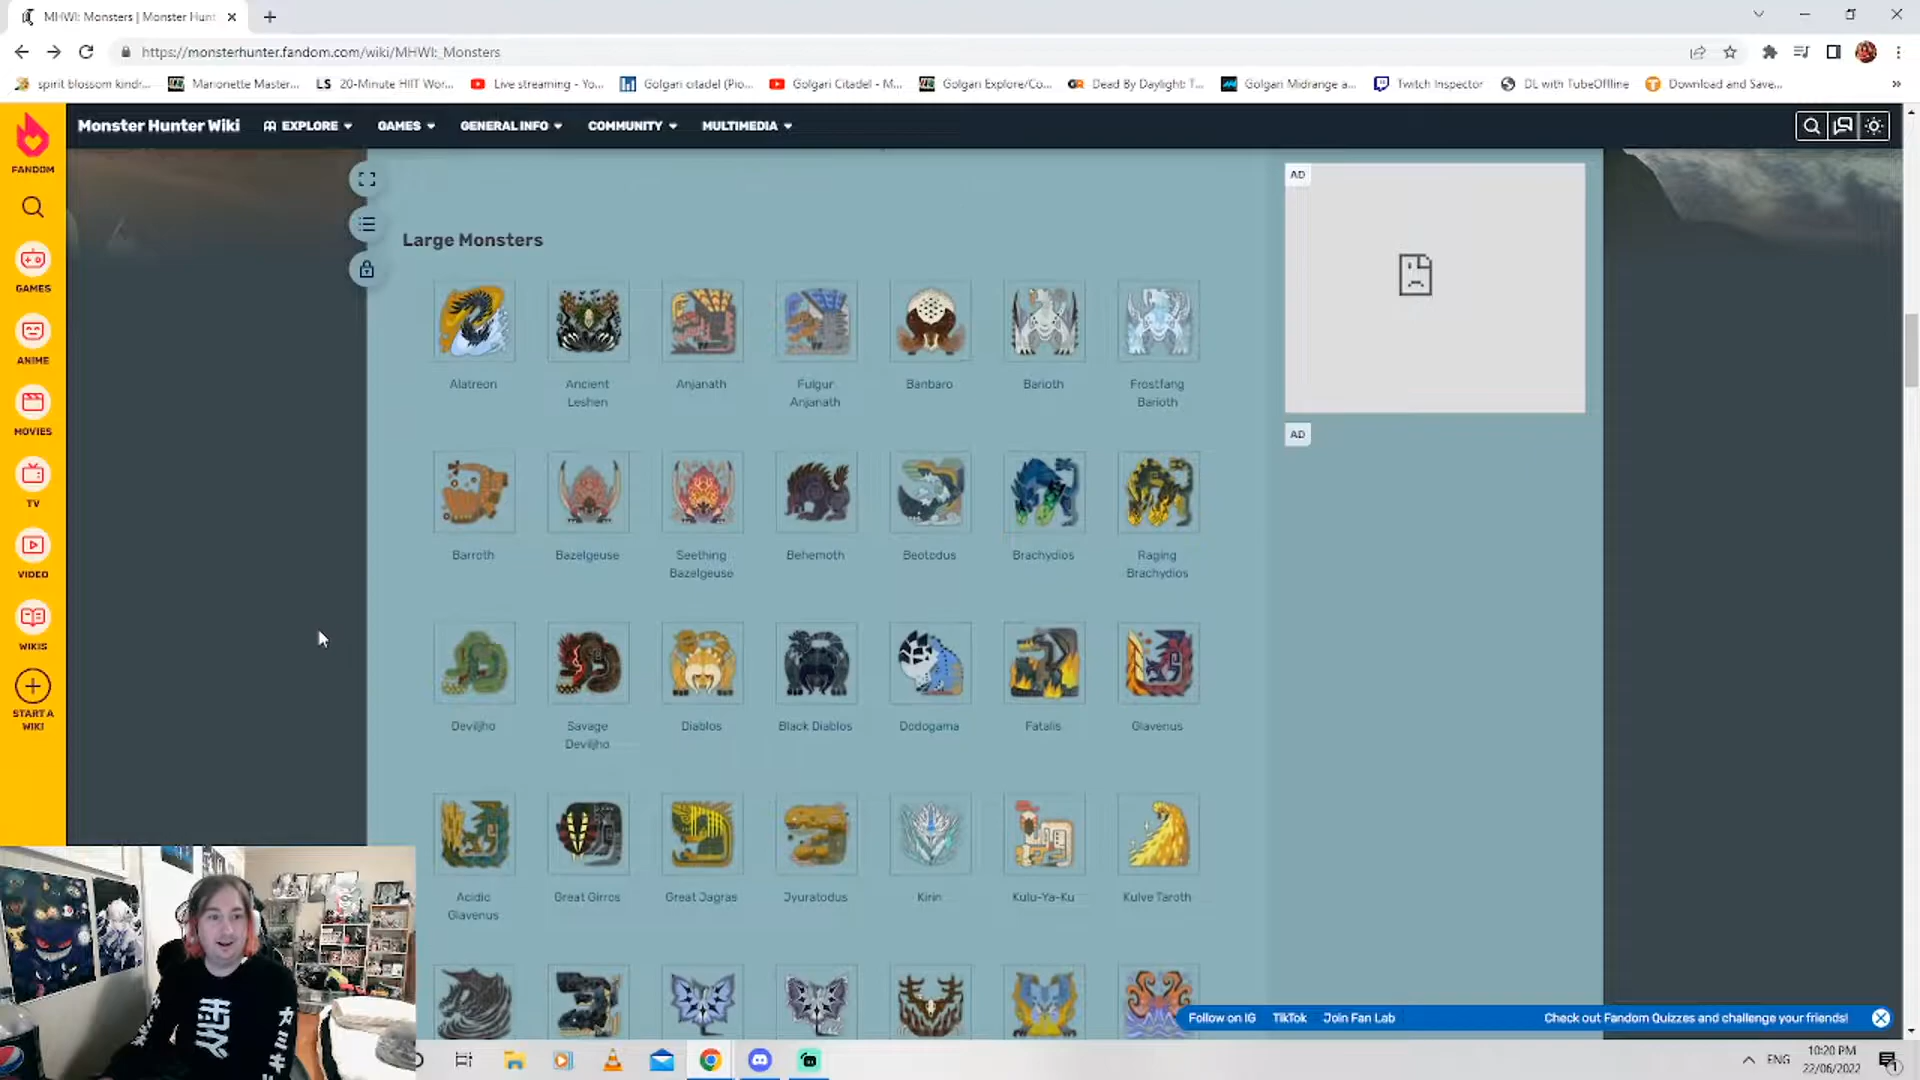 MHWI: Monsters | Monster Hunt
https://monsterhunter.fandom.com/wiki/MHWI:_Monsters
spirit blossom kindr...
Marionette Master...
LS 20-Minute HIIT Wor...
Live streaming - Yo...
Golgari citadel (Pio...
Golgari Citadel - M...
Golgari Explore/Co...
Dead By Daylight: T...
Golgari Midrange a...
Twitch Inspector
DL with TubeOffline
Download and Save...
»
FANDOM
Monster Hunter Wiki
EXPLORE
GAMES
GENERAL INFO
COMMUNITY
MULTIMEDIA
GAMES
ANIME
MOVIES
TV
VIDEO
WIKIS
START A
WIKI
Large Monsters
AD
AD
Alatreon
Ancient
Leshen
Anjanath
Fulgur
Anjanath
Banbaro
Barioth
Frostfang
Barioth
Barroth
Bazelgeuse
Seething
Bazelgeuse
Behemoth
Beotodus
Brachydios
Raging
Brachydios
Deviljho
Savage
Deviljho
Diablos
Black Diablos
Dodogama
Fatalis
Glavenus
Acidic
Glavenus
Great Girros
Great Jagras
Jyuratodus
Kirin
Kulu-Ya-Ku
Kulve Taroth
Follow on IG
TikTok
Join Fan Lab
Check out Fandom Quizzes and challenge your friends!
ENG
10:20 PM
22/06/2022